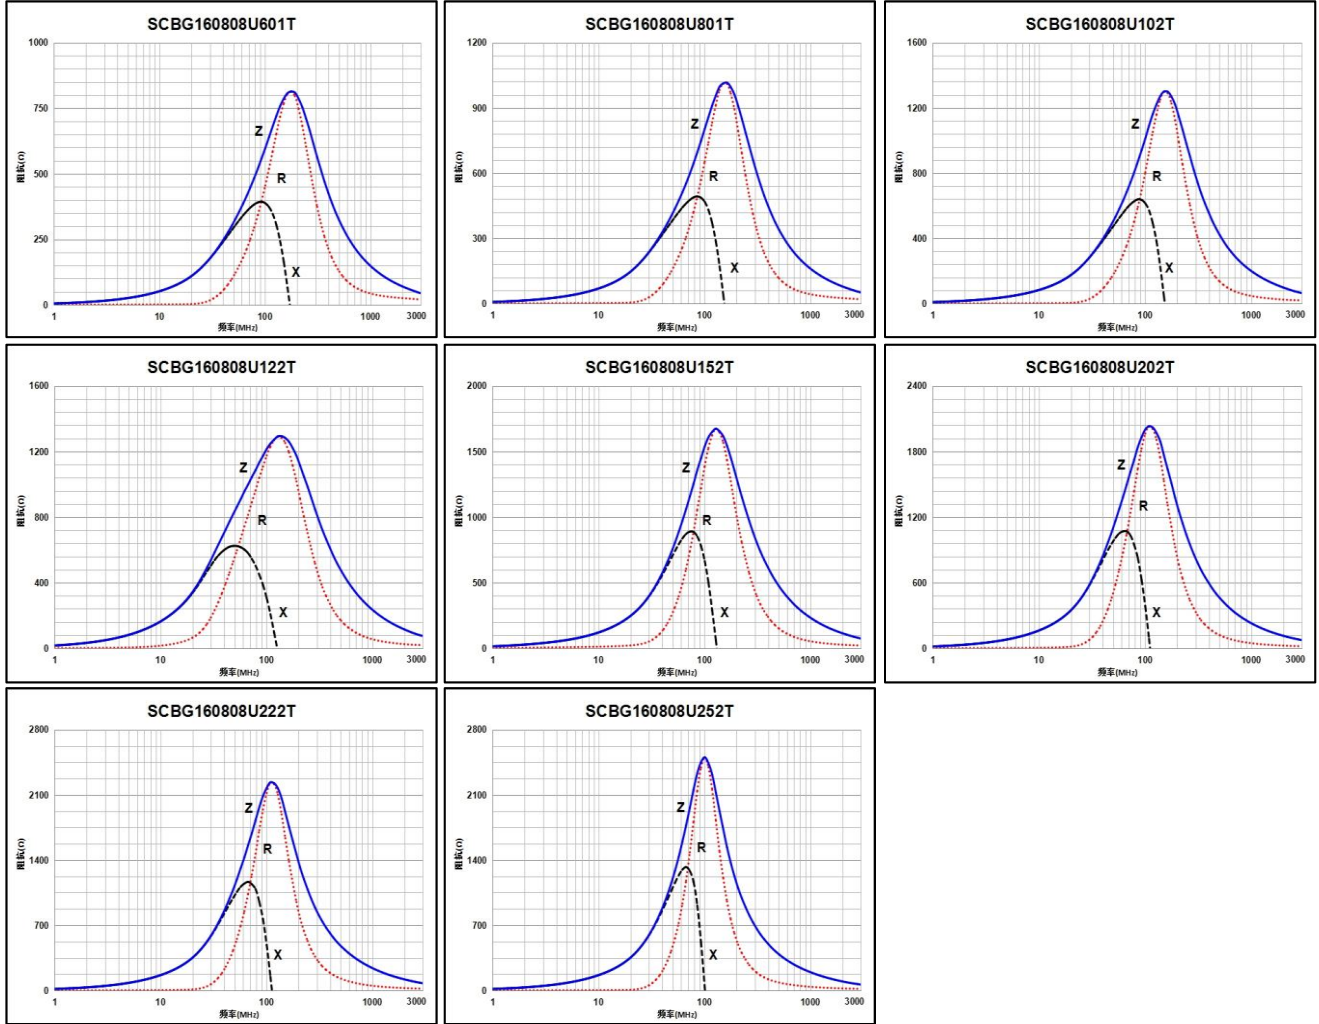 SCBG160808U601T
1000
750
500
250
0
阻抗(Ω)
Z
R
X
1 10 100 1000 3000
频率(MHz)
SCBG160808U801T
1200
900
600
300
0
阻抗(Ω)
Z
R
X
1 10 100 1000 3000
频率(MHz)
SCBG160808U102T
1600
1200
800
400
0
阻抗(Ω)
Z
R
X
1 10 100 1000 3000
频率(MHz)
SCBG160808U122T
1600
1200
800
400
0
阻抗(Ω)
Z
R
X
1 10 100 1000 3000
频率(MHz)
SCBG160808U152T
2000
1500
1000
500
0
阻抗(Ω)
Z
R
X
1 10 100 1000 3000
频率(MHz)
SCBG160808U202T
2400
1800
1200
600
0
阻抗(Ω)
Z
R
X
1 10 100 1000 3000
频率(MHz)
SCBG160808U222T
2800
2100
1400
700
0
阻抗(Ω)
Z
R
X
1 10 100 1000 3000
频率(MHz)
SCBG160808U252T
2800
2100
1400
700
0
阻抗(Ω)
Z
R
X
1 10 100 1000 3000
频率(MHz)